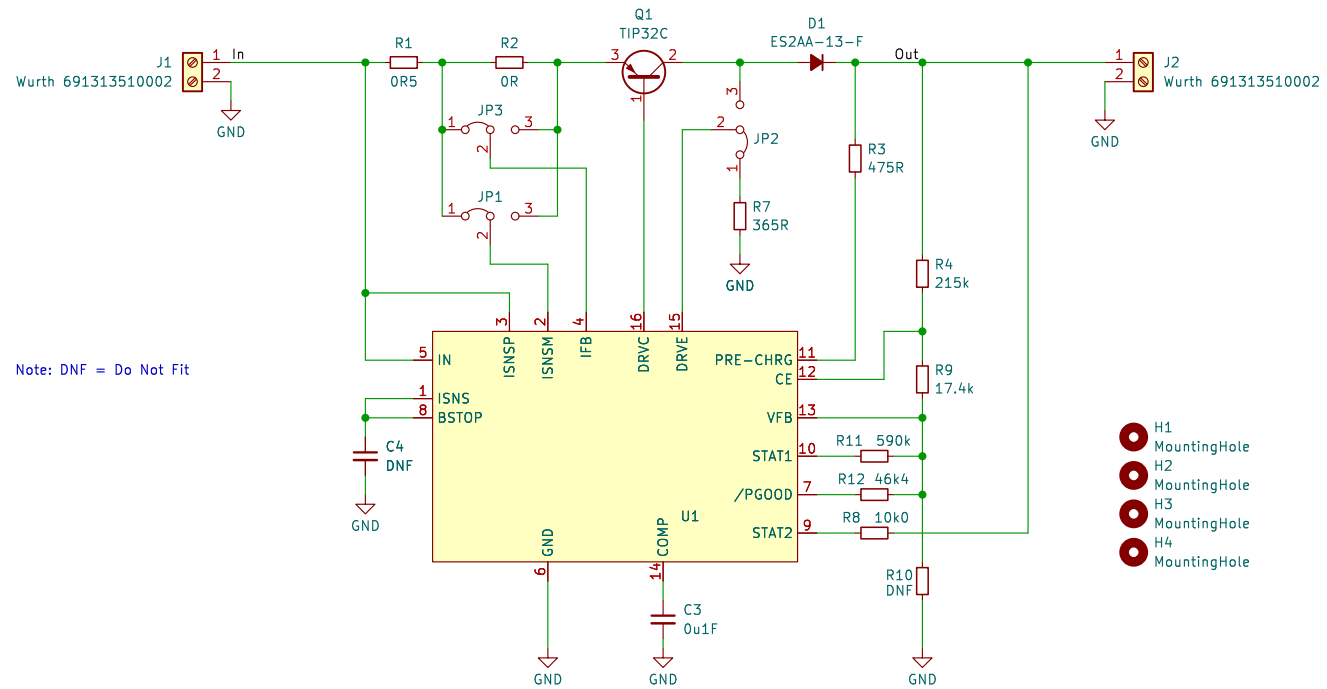 Q1
TIP32C
D1
ES2AA-13-F
J1
Wurth 691313510002
1
2
In
GND
R1
0R5
R2
0R
3
2
1
Out
1
2
J2
Wurth 691313510002
GND
JP3
1
3
2
JP1
1
3
2
3
2
JP2
1
R7
365R
GND
R3
475R
R4
215k
R9
17.4k
3
2
4
16
15
ISNSP
ISNSM
IFB
DRVC
DRVE
5
IN
1
ISNS
8
BSTOP
PRE-CHRG
11
CE
12
VFB
13
STAT1
10
/PGOOD
7
STAT2
9
U1
GND
6
COMP
14
Note: DNF = Do Not Fit
C4
DNF
GND
R11 590k
R12 46k4
R8 10k0
R10
DNF
C3
0u1F
GND
GND
GND
H1
MountingHole
H2
MountingHole
H3
MountingHole
H4
MountingHole